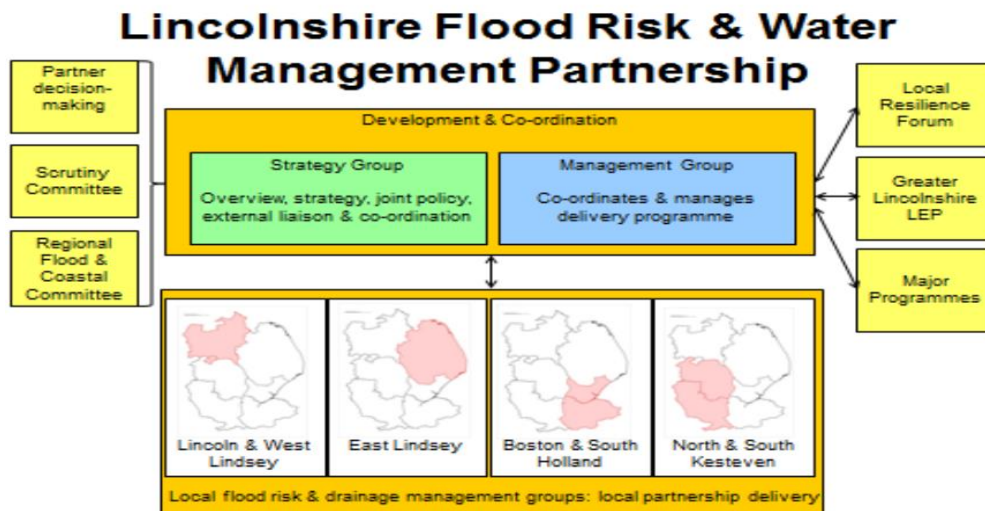 Lincolnshire Flood Risk & Water
Management Partnership
Partner
decision-
making
Scrutiny
Committee
Regional
Flood &
Coastal
Committee
Development & Co-ordination
Strategy Group
Overview, strategy, joint policy,
external liaison & co-ordination
Management Group
Co-ordinates & manages
delivery programme
Local
Resilience
Forum
Greater
Lincolnshire
LEP
Major
Programmes
Lincoln & West
Lindsey
East Lindsey
Boston & South
Holland
North & South
Kesteven
Local flood risk & drainage management groups: local partnership delivery